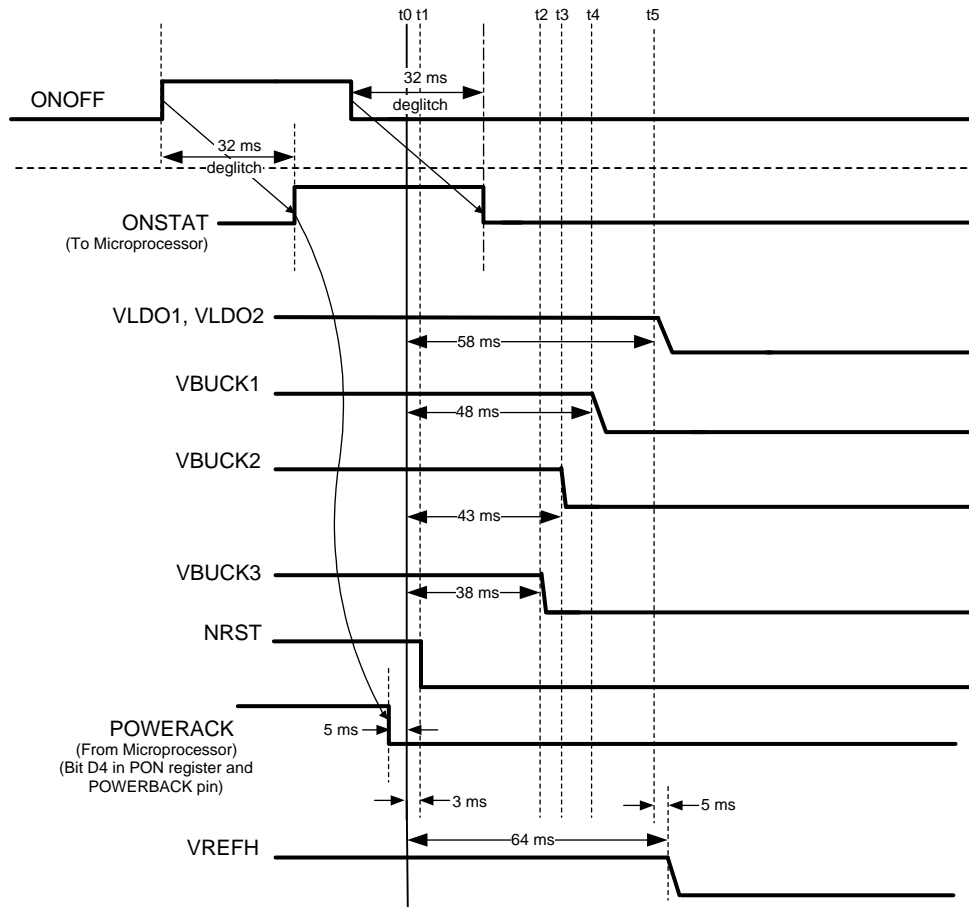 t0 t1 t2 t3 t4 t5
ONOFF
32 ms
deglitch
32 ms
deglitch
ONSTAT
(To Microprocessor)
VLDO1, VLDO2
58 ms
VBUCK1
48 ms
VBUCK2
43 ms
VBUCK3
38 ms
NRST
POWERACK
(From Microprocessor)
(Bit D4 in PON register and
POWERBACK pin)
5 ms
3 ms
5 ms
64 ms
VREFH